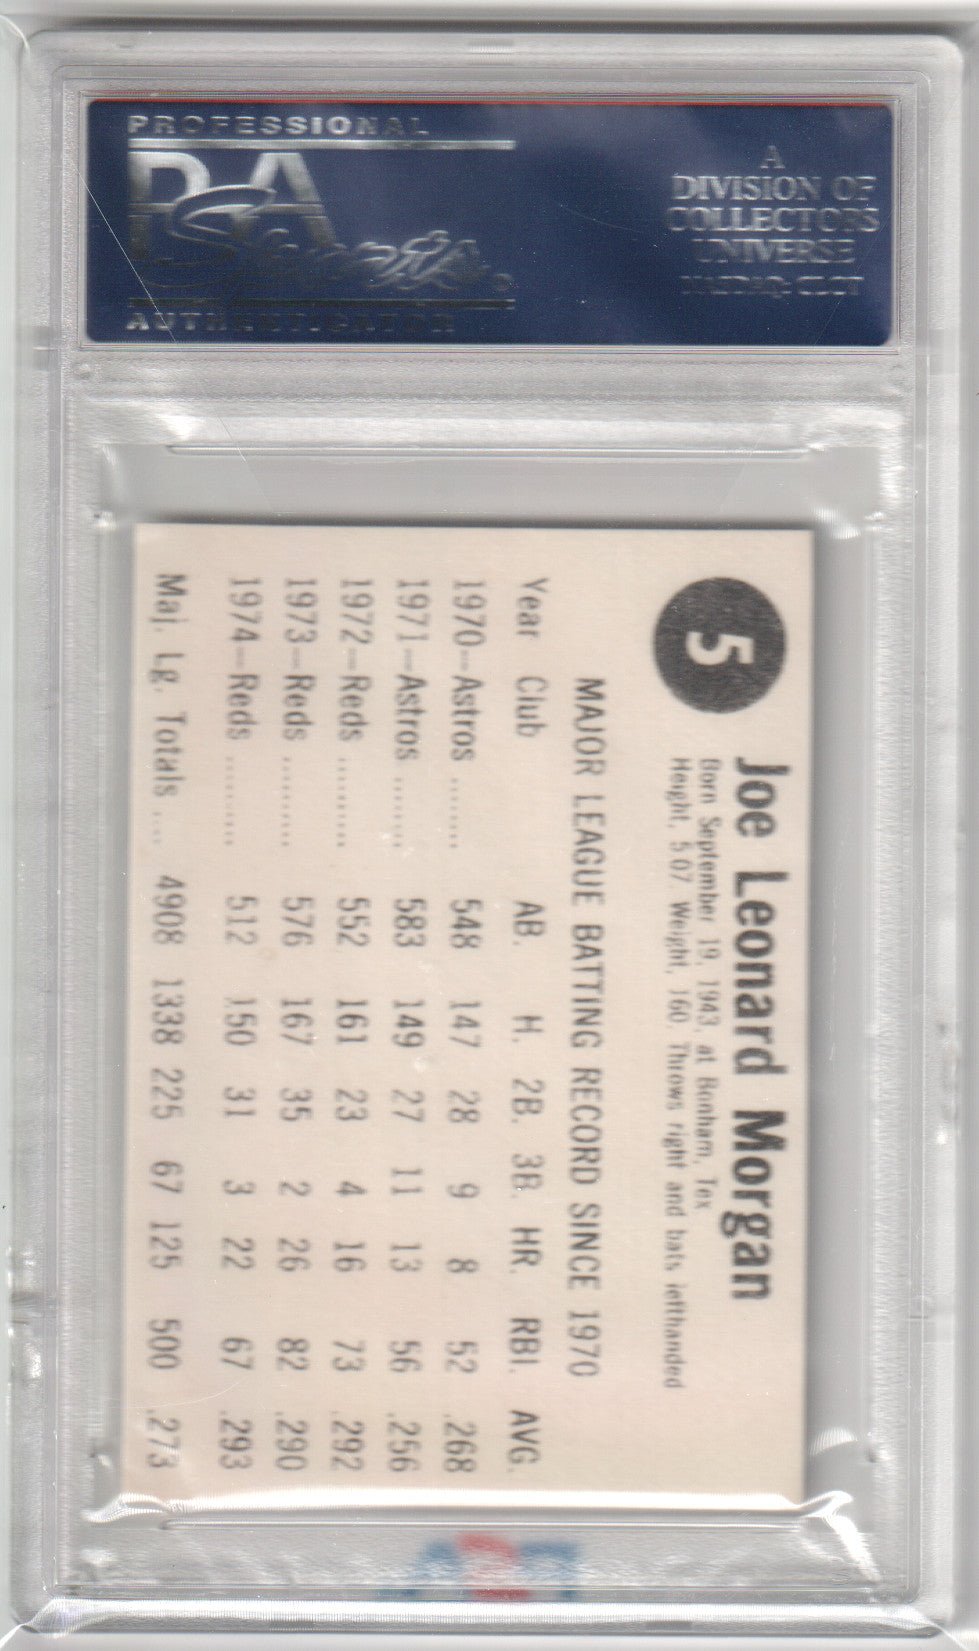 PROFESSIONAL
PSA
Sports
AUTHENTICATOR
A
DIVISION OF
COLLECTORS
UNIVERSE
NASDAQ: CLCT
5
Joe Leonard Morgan
Born September 19, 1943, at Bonham, Tex
Height, 5.07. Weight, 160. Throws right and bats lefthanded
MAJOR LEAGUE BATTING RECORD SINCE 1970
Year Club AB. H. 2B. 3B. HR. RBI. AVG.
1970—Astros ........ 548 147 28 9 8 52 .268
1971—Astros ........ 583 149 27 11 13 56 .256
1972—Reds .......... 552 161 23 4 16 73 .292
1973—Reds .......... 576 167 35 2 26 82 .290
1974—Reds .......... 512 150 31 3 22 67 .293
Maj. Lg. Totals .... 4908 1338 225 67 125 500 .273